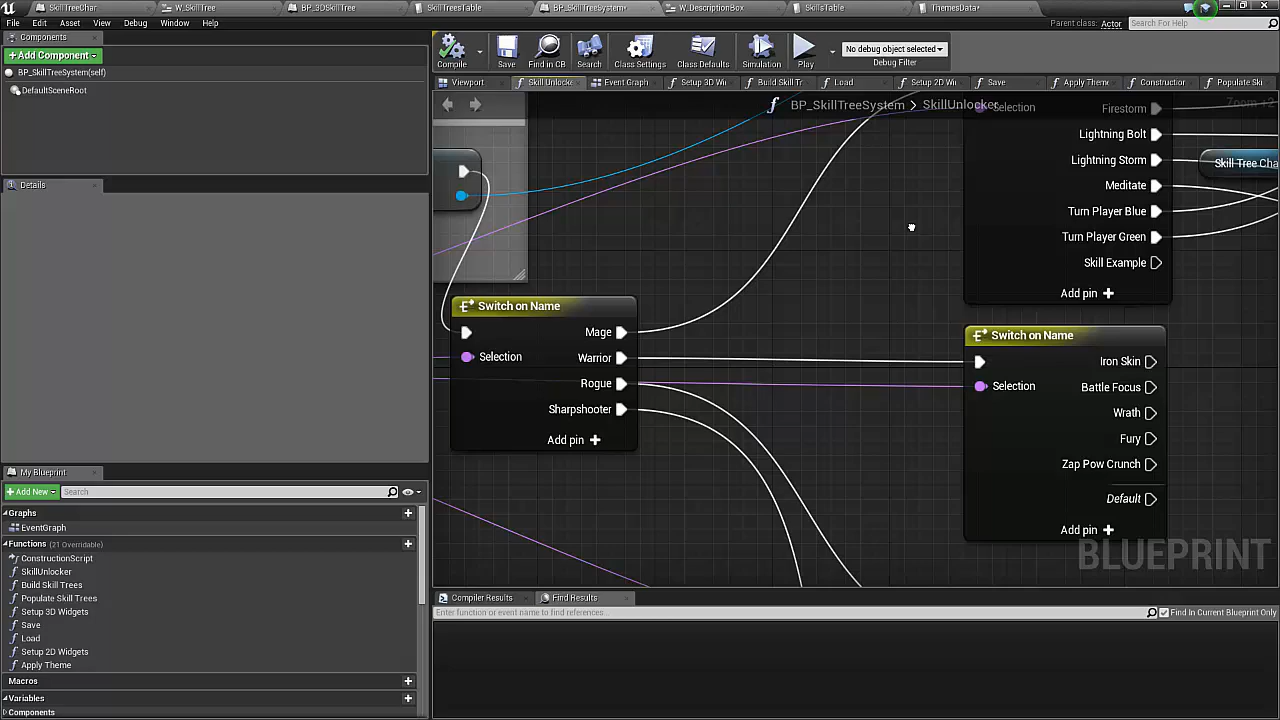 SkillTreeChar
W_SkillTree
BP_3DSkillTree
SkillTreesTable
BP_SkillTreeSystem*
W_DescriptionBox
SkillsTable
ThemesData*
File
Edit
Asset
View
Debug
Window
Help
Parent class:
Actor
Search For Help
Components
+Add Component
BP_SkillTreeSystem(self)
DefaultSceneRoot
Details
Compile
Save
Find in CB
Search
Class Settings
Class Defaults
Simulation
Play
No debug object selected
Debug Filter
Viewport
Skill Unlocke
Event Graph
Setup 3D Wi
Build Skill Tr
Load
Setup 2D Wi
Save
Apply Theme
Constructior
Populate Ski
BP_SkillTreeSystem > SkillUnlocker
Zoom +2
Selection
Firestorm
Lightning Bolt
Lightning Storm
Skill Tree Cha
Meditate
Turn Player Blue
Turn Player Green
Skill Example
Add pin +
Switch on Name
Mage
Selection
Warrior
Rogue
Sharpshooter
Add pin +
Switch on Name
Iron Skin
Selection
Battle Focus
Wrath
Fury
Zap Pow Crunch
Default
Add pin +
BLUEPRINT
My Blueprint
+Add New
Search
Graphs
EventGraph
Functions (21 Overridable)
ConstructionScript
SkillUnlocker
Build Skill Trees
Populate Skill Trees
Setup 3D Widgets
Save
Load
Setup 2D Widgets
Apply Theme
Macros
Variables
Components
Compiler Results
Find Results
Enter function or event name to find references...
Find In Current Blueprint Only